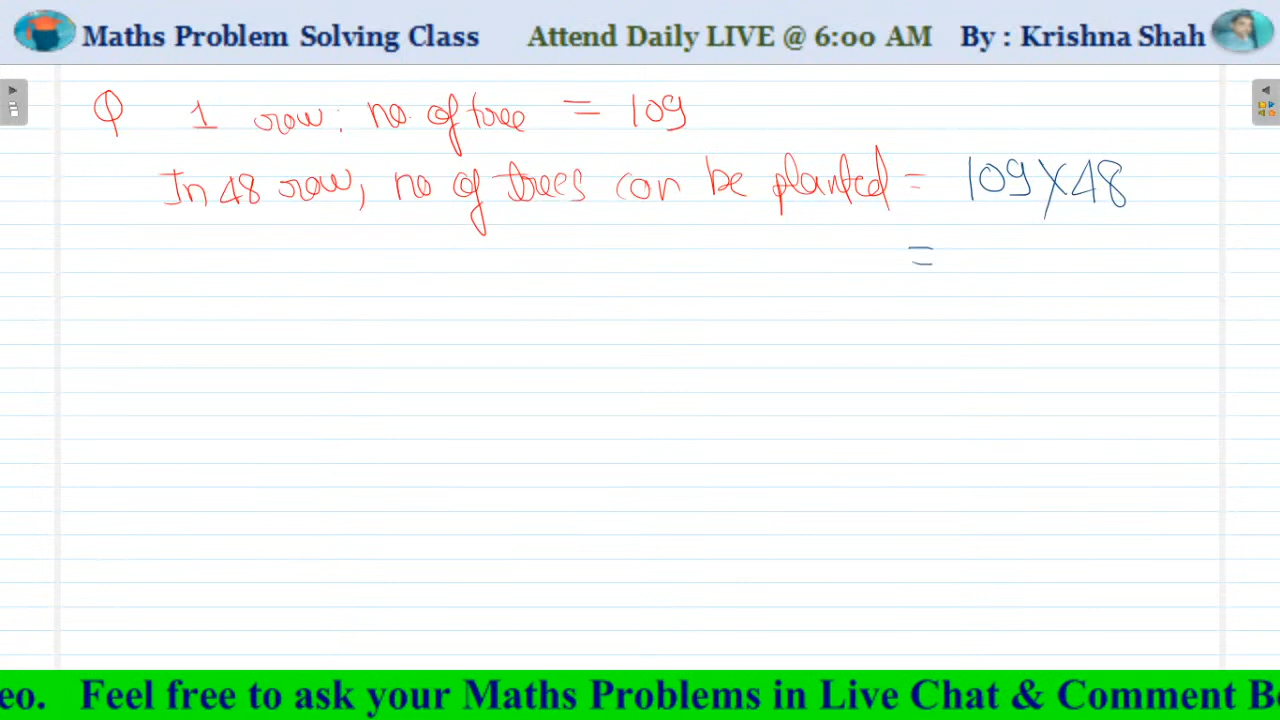 Maths Problem Solving Class Attend Daily LIVE @ 6:00 AM By : Krishna Shah
Q 1 row: no. of tree = 109
In 48 row, no of trees can be planted = 109 X 48
=
eo. Feel free to ask your Maths Problems in Live Chat & Comment B